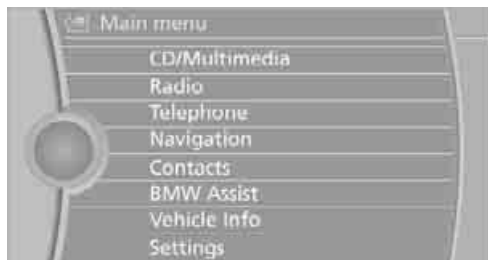 Main menu
CD/Multimedia
Radio
Telephone
Navigation
Contacts
BMW Assist
Vehicle Info
Settings